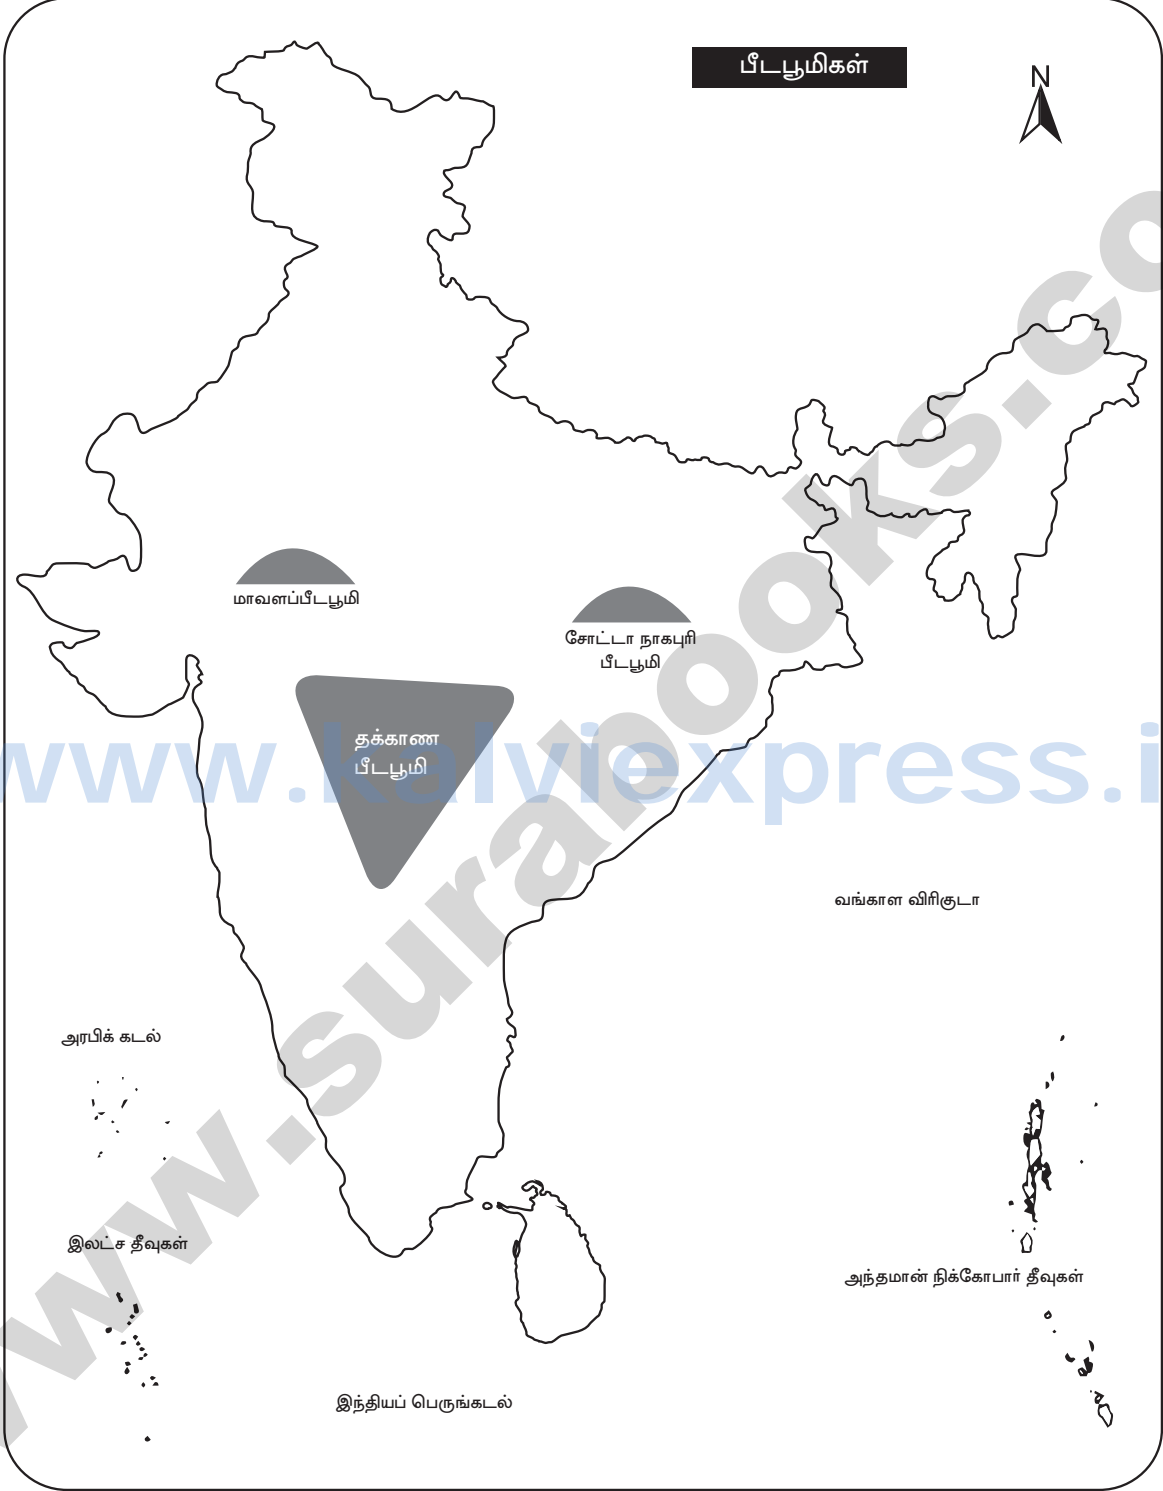 பீடபூமிகள்
N
மாவளப்பீடபூமி
சோட்டா நாகபுரி
பீடபூமி
தக்காண
பீடபூமி
www.kalviexpress.i
www.surabooks.co
வங்காள விரிகுடா
அரபிக் கடல்
இலட்ச தீவுகள்
அந்தமான் நிக்கோபார் தீவுகள்
இந்தியப் பெருங்கடல்